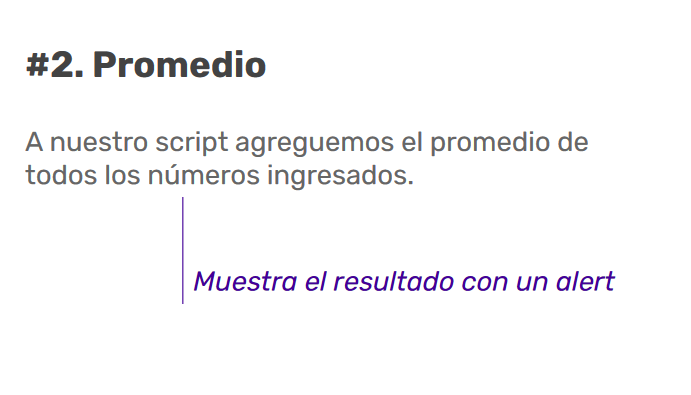 #2. Promedio
A nuestro script agreguemos el promedio de
todos los números ingresados.
Muestra el resultado con un alert